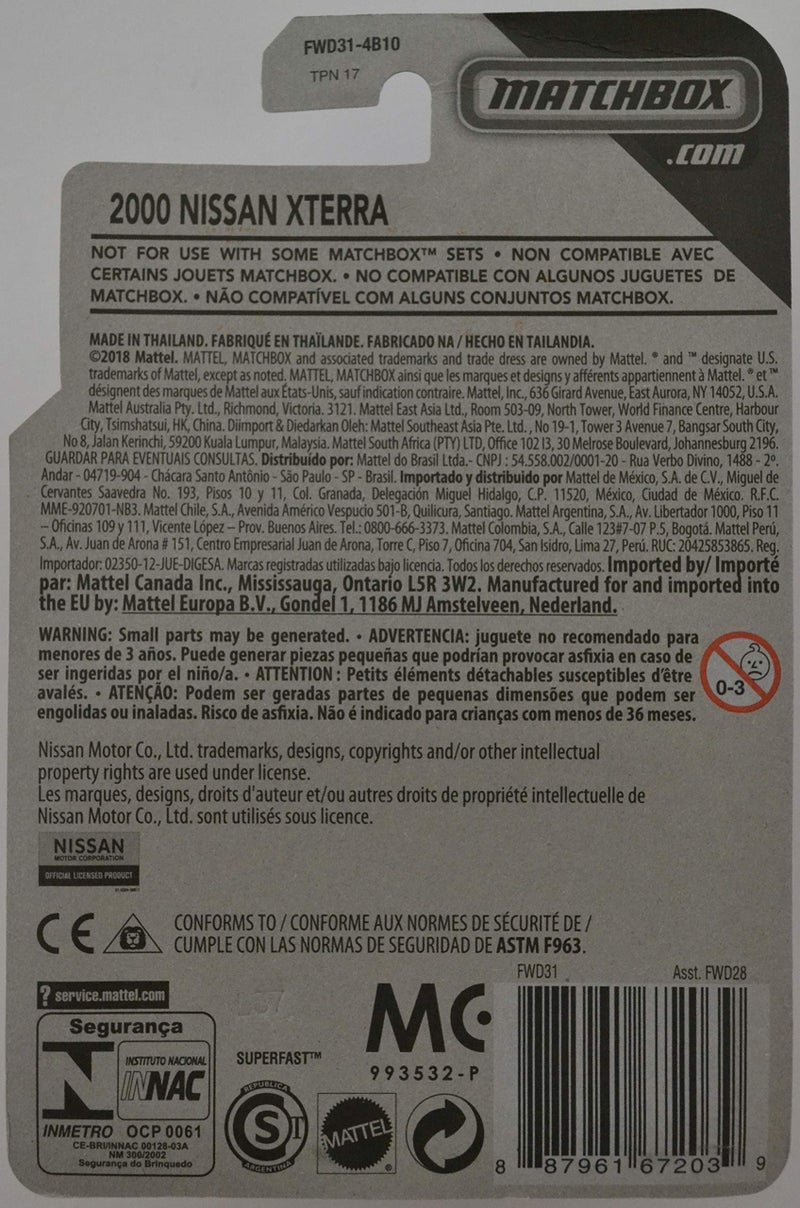 FWD31-4B10
TPN 17
MATCHBOX™
.com
2000 NISSAN XTERRA
NOT FOR USE WITH SOME MATCHBOX™ SETS • NON COMPATIBLE AVEC
CERTAINS JOUETS MATCHBOX. • NO COMPATIBLE CON ALGUNOS JUGUETES DE
MATCHBOX. • NÃO COMPATÍVEL COM ALGUNS CONJUNTOS MATCHBOX.
MADE IN THAILAND. FABRIQUÉ EN THAÏLANDE. FABRICADO NA / HECHO EN TAILANDIA.
©2018 Mattel. MATTEL, MATCHBOX and associated trademarks and trade dress are owned by Mattel. ® and ™ designate U.S.
trademarks of Mattel, except as noted. MATTEL, MATCHBOX ainsi que les marques et designs y afférents appartiennent à Mattel. ® et ™
désignent des marques de Mattel aux États-Unis, sauf indication contraire. Mattel, Inc., 636 Girard Avenue, East Aurora, NY 14052, U.S.A.
Mattel Australia Pty. Ltd., Richmond, Victoria. 3121. Mattel East Asia Ltd., Room 503-09, North Tower, World Finance Centre, Harbour
City, Tsimshatsui, HK, China. Diimport & Diedarkan Oleh: Mattel Southeast Asia Pte. Ltd., No 19-1, Tower 3 Avenue 7, Bangsar South City,
No 8, Jalan Kerinchi, 59200 Kuala Lumpur, Malaysia. Mattel South Africa (PTY) LTD, Office 102 I3, 30 Melrose Boulevard, Johannesburg 2196.
GUARDAR PARA EVENTUAIS CONSULTAS. Distribuído por: Mattel do Brasil Ltda.- CNPJ : 54.558.002/0001-20 - Rua Verbo Divino, 1488 - 2º.
Andar - 04719-904 - Chácara Santo Antônio - São Paulo - SP - Brasil. Importado y distribuido por Mattel de México, S.A. de C.V., Miguel de
Cervantes Saavedra No. 193, Pisos 10 y 11, Col. Granada, Delegación Miguel Hidalgo, C.P. 11520, México, Ciudad de México. R.F.C.
MME-920701-NB3. Mattel Chile, S.A., Avenida Américo Vespucio 501-B, Quilicura, Santiago. Mattel Argentina, S.A., Av. Libertador 1000, Piso 11
– Oficinas 109 y 111, Vicente López – Prov. Buenos Aires. Tel.: 0800-666-3373. Mattel Colombia, S.A., Calle 123#7-07 P.5, Bogotá. Mattel Perú,
S.A., Av. Juan de Arona # 151, Centro Empresarial Juan de Arona, Torre C, Piso 7, Oficina 704, San Isidro, Lima 27, Perú. RUC: 20425853865. Reg.
Importador: 02350-12-JUE-DIGESA. Marcas registradas utilizadas bajo licencia. Todos los derechos reservados. Imported by/ Importé
par: Mattel Canada Inc., Mississauga, Ontario L5R 3W2. Manufactured for and imported into
the EU by: Mattel Europa B.V., Gondel 1, 1186 MJ Amstelveen, Nederland.
WARNING: Small parts may be generated. • ADVERTENCIA: juguete no recomendado para
menores de 3 años. Puede generar piezas pequeñas que podrían provocar asfixia en caso de
ser ingeridas por el niño/a. • ATTENTION : Petits éléments détachables susceptibles d'être
avalés. • ATENÇÃO: Podem ser geradas partes de pequenas dimensões que podem ser
engolidas ou inaladas. Risco de asfixia. Não é indicado para crianças com menos de 36 meses.
0-3
Nissan Motor Co., Ltd. trademarks, designs, copyrights and/or other intellectual
property rights are used under license.
Les marques, designs, droits d'auteur et/ou autres droits de propriété intellectuelle de
Nissan Motor Co., Ltd. sont utilisés sous licence.
NISSAN
MOTOR CORPORATION
OFFICIAL LICENSED PRODUCT
CE
CONFORMS TO / CONFORME AUX NORMES DE SÉCURITÉ DE /
CUMPLE CON LAS NORMAS DE SEGURIDAD DE ASTM F963.
FWD31
Asst. FWD28
? service.mattel.com
Segurança
INSTITUTO NACIONAL
INNAC
INMETRO OCP 0061
CE-BRI/INNAC 00128-03A
NM 300/2002
Segurança do Brinquedo
SUPERFAST™
MC
993532-P
REPUBLICA
S
ARGENTINA
MATTEL
®
8 87961 67203 9